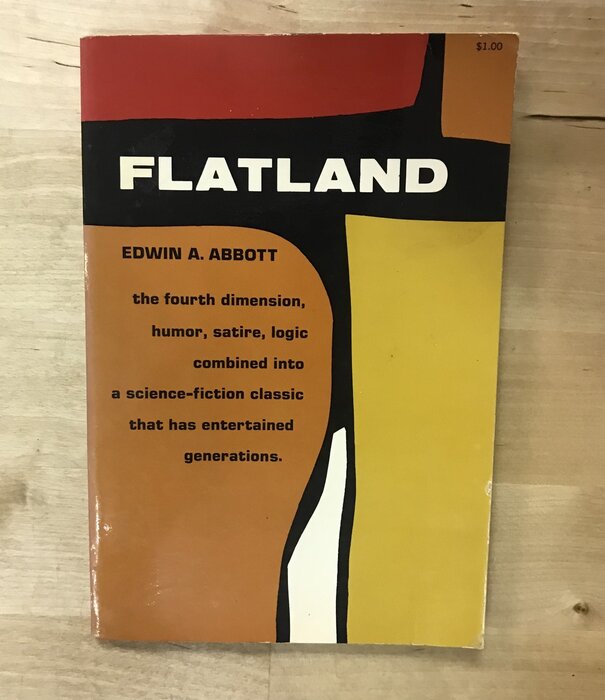 $1.00
FLATLAND
EDWIN A. ABBOTT
the fourth dimension,
humor, satire, logic
combined into
a science-fiction classic
that has entertained
generations.